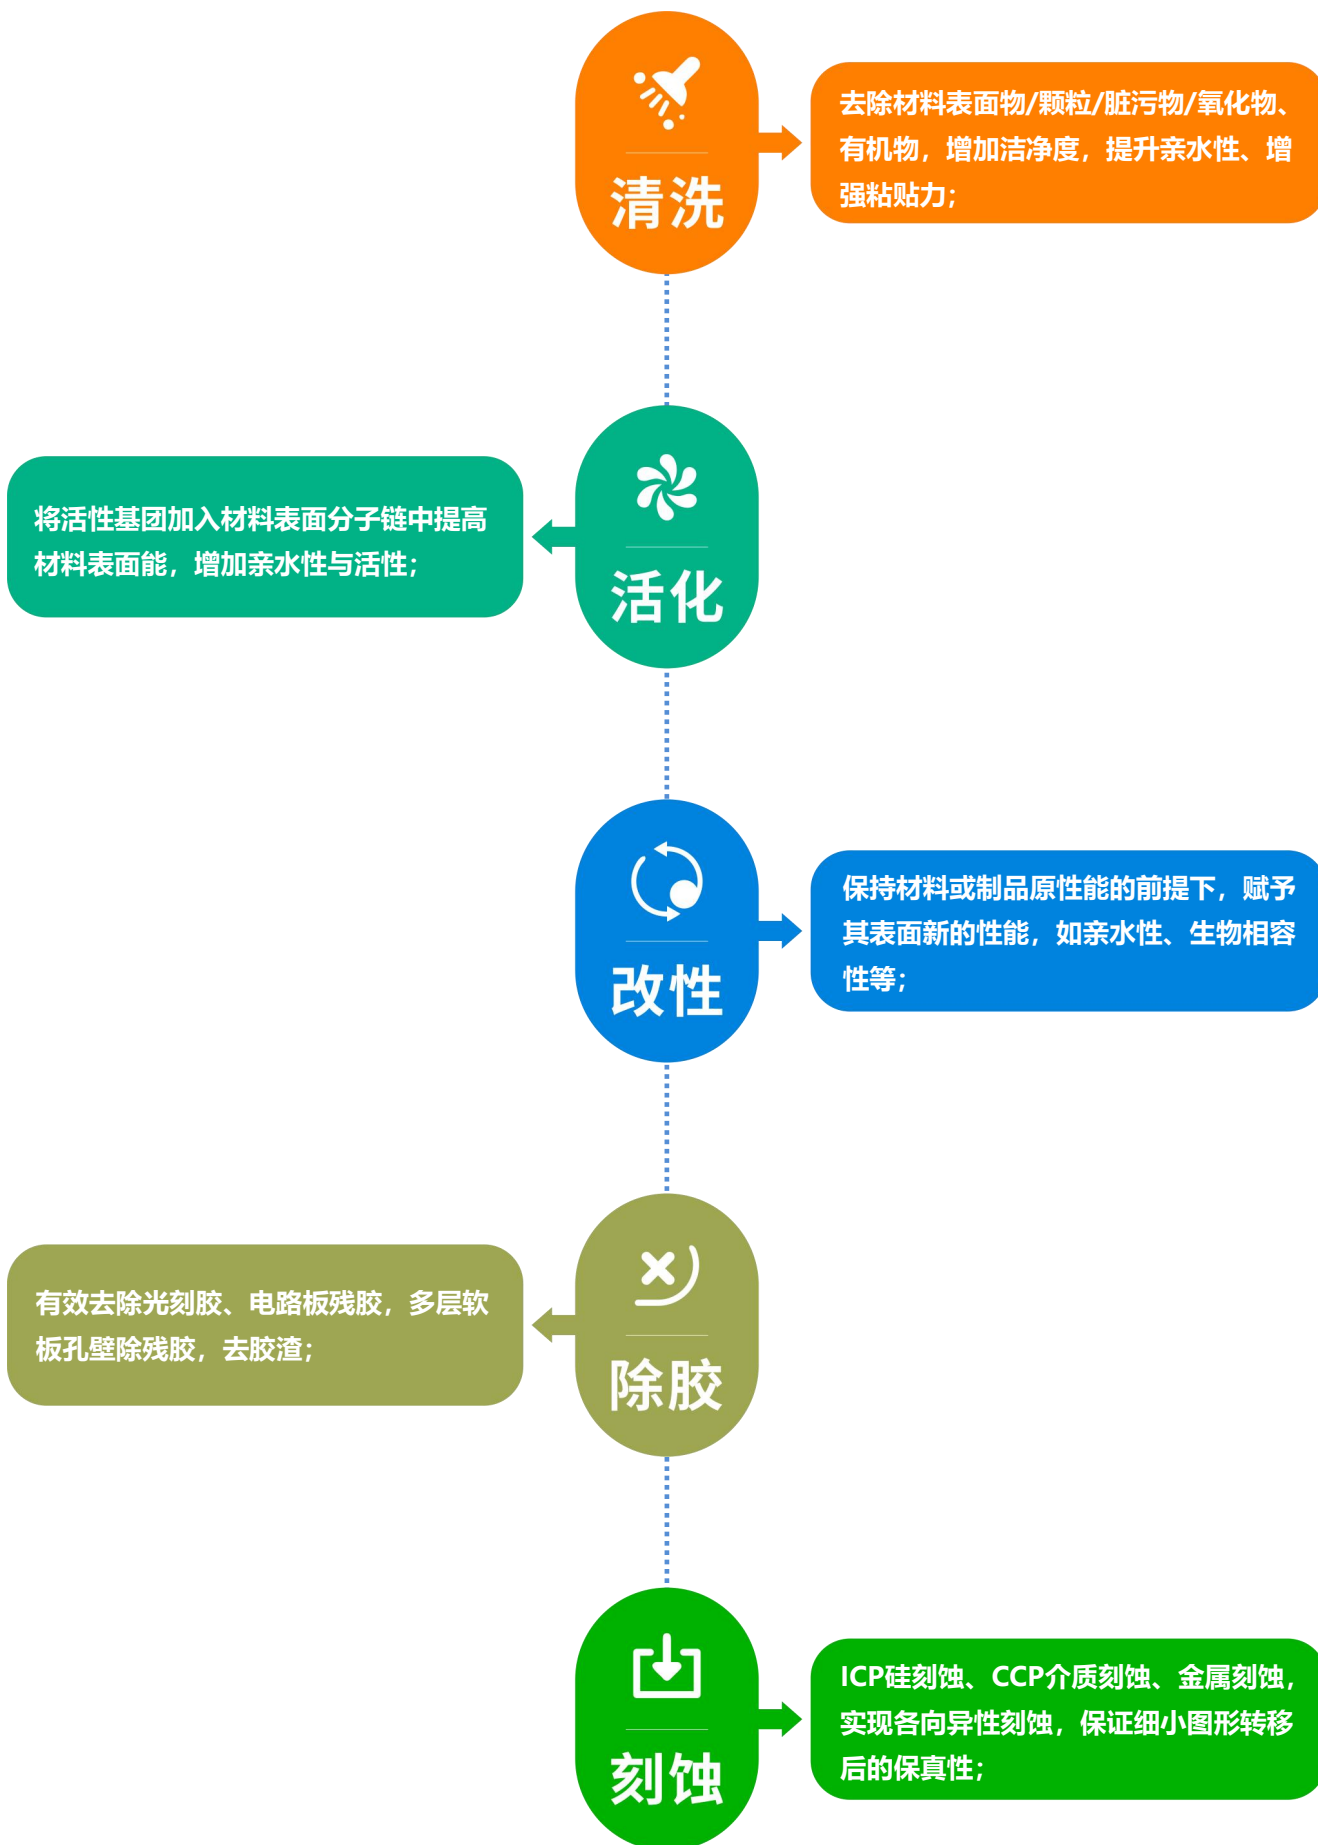 清洗
去除材料表面物/颗粒/脏污物/氧化物、
有机物，增加洁净度，提升亲水性、增
强粘贴力；
活化
将活性基团加入材料表面分子链中提高
材料表面能，增加亲水性与活性；
改性
保持材料或制品原性能的前提下，赋予
其表面新的性能，如亲水性、生物相容
性等；
除胶
有效去除光刻胶、电路板残胶，多层软
板孔壁除残胶，去胶渣；
刻蚀
ICP硅刻蚀、CCP介质刻蚀、金属刻蚀，
实现各向异性刻蚀，保证细小图形转移
后的保真性；